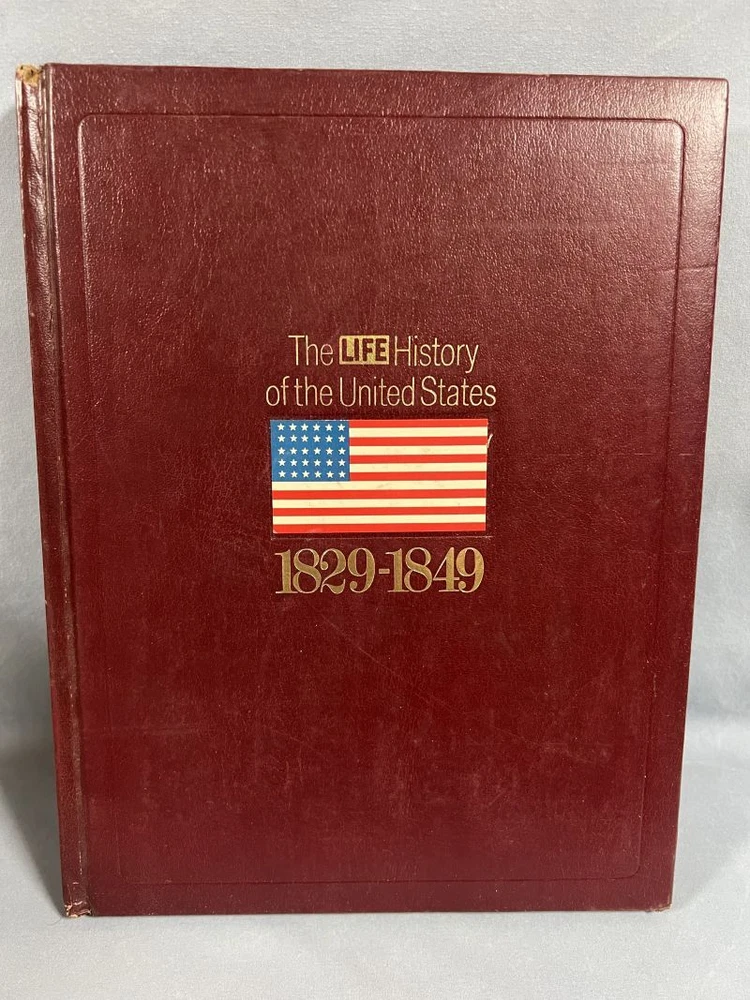 The LIFE History
of the United States
1829-1849